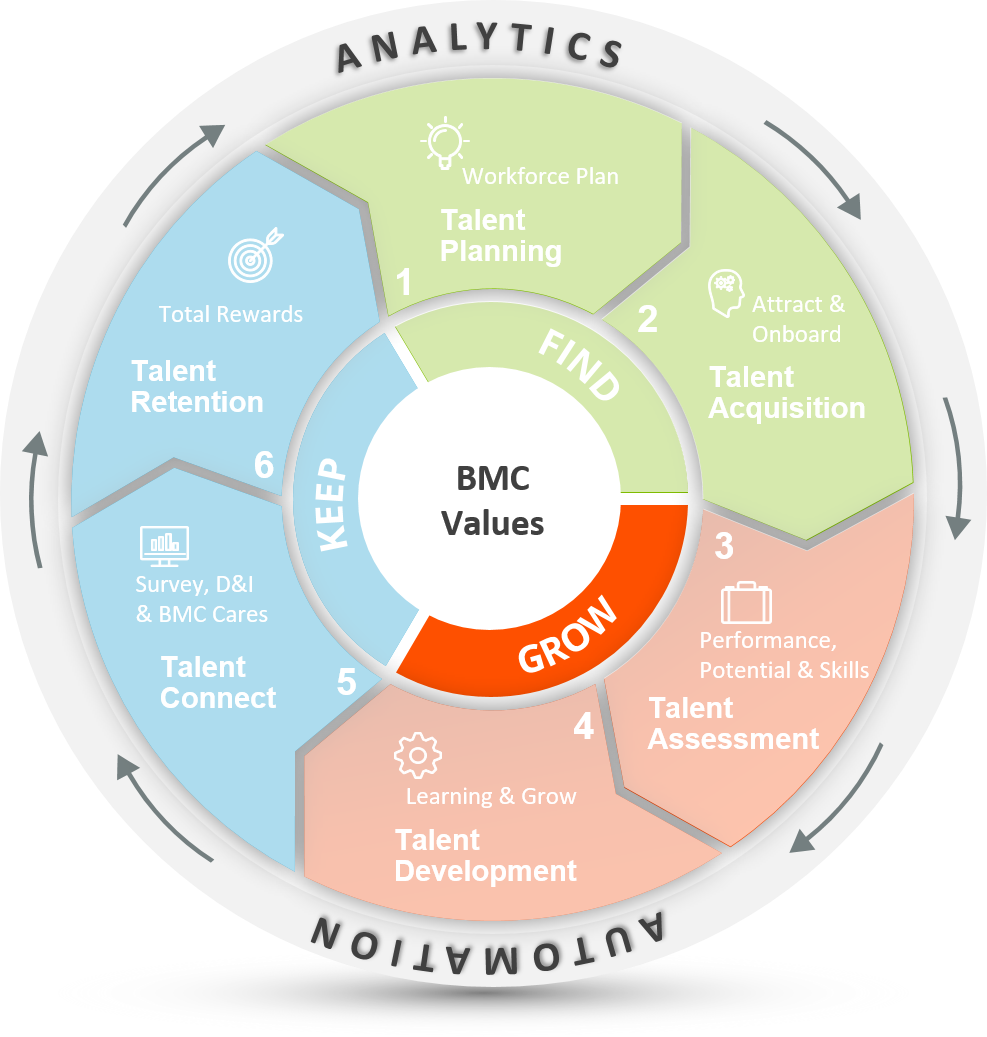 ANALYTICS
Workforce Plan
Talent
Planning
1
2
Attract &
Onboard
Talent
Acquisition
3
Performance,
Potential & Skills
Talent
Assessment
4
Learning & Grow
Talent
Development
5
Survey, D&I
& BMC Cares
Talent
Connect
6
Total Rewards
Talent
Retention
FIND
GROW
KEEP
BMC
Values
AUTOMATION